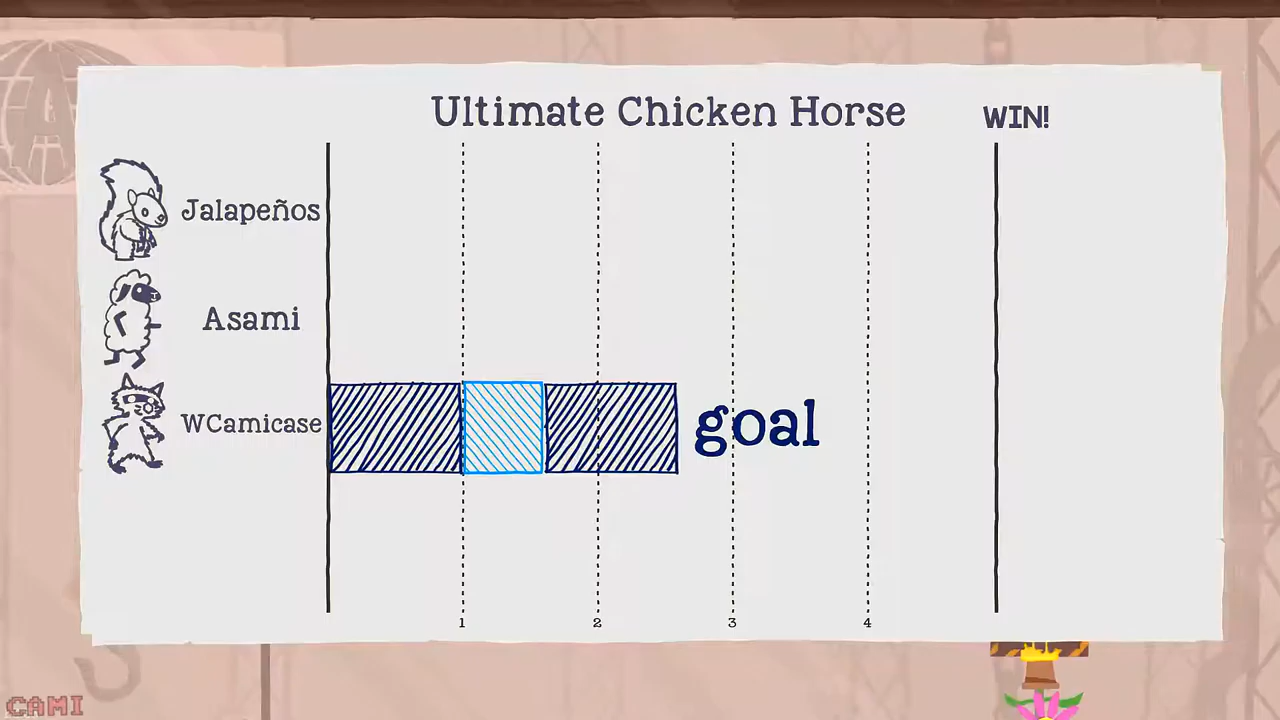 Ultimate Chicken Horse
WIN!
Jalapeños
Asami
WCamicase
goal
1 2 3 4
CAMI